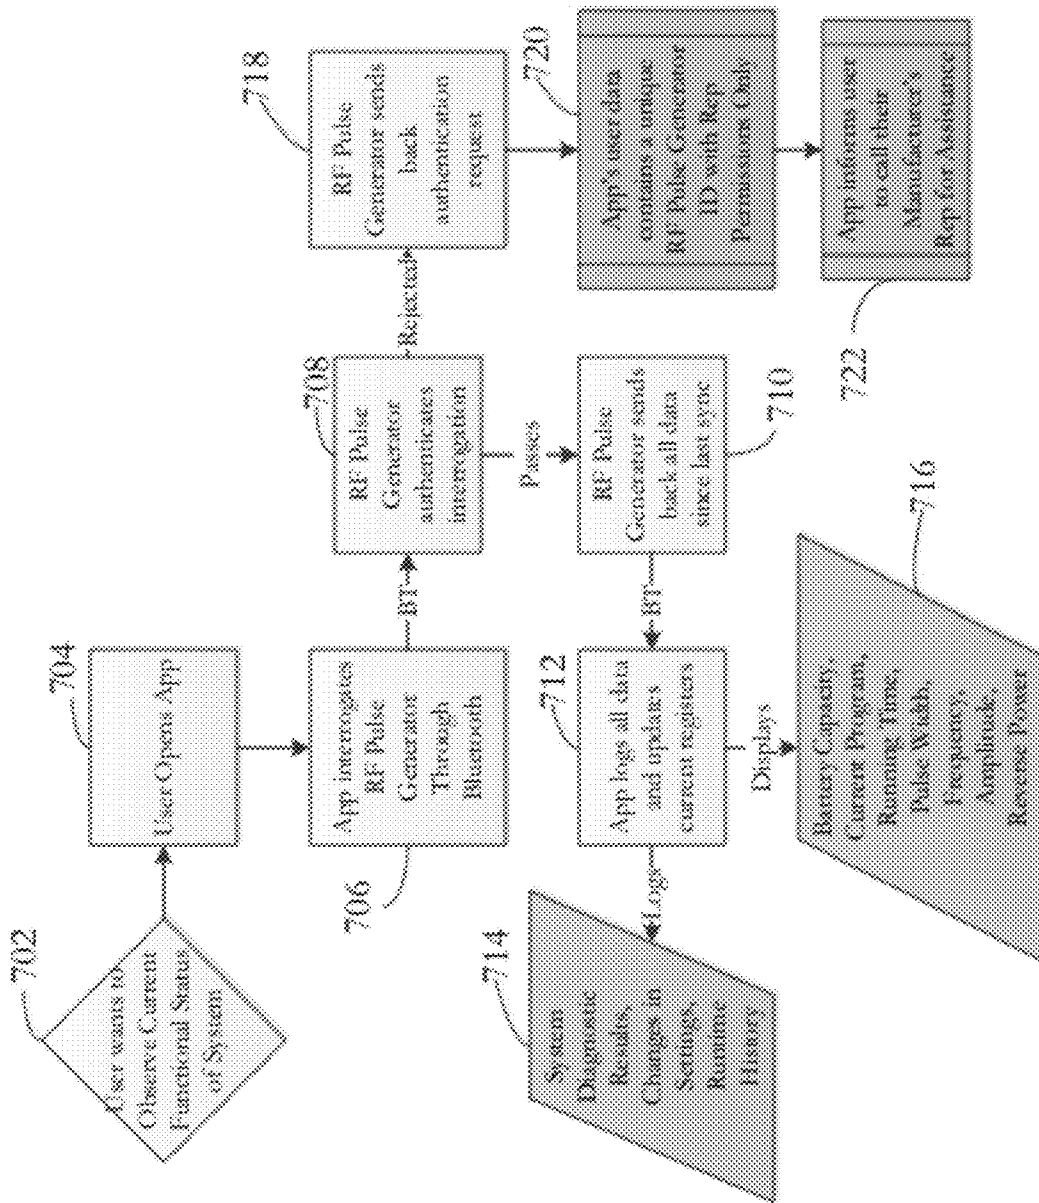 702
User wants to
Observe Current
Functional Status
of System
704
User Opens App
706
App interrogates
RF Pulse
Generator
Through
Bluetooth
BT
708
RF Pulse
Generator
authenticates
interrogation
Rejected
718
RF Pulse
Generator sends
back
authentication
request
720
App's user data
contains a unique
RF Pulse Generator
ID with Rep
Permissions Only
722
App informs user
to call their
Manufacturer's
Rep for Assistance
Passes
710
RF Pulse
Generator sends
back all data
since last sync
BT
712
App logs all data
and updates
current registers
Logs
714
System
Diagnostic
Results,
Changes in
Settings,
Runtime
History
Displays
716
Battery Capacity,
Current Program,
Running Time,
Pulse Width,
Frequency,
Amplitude,
Reverse Power